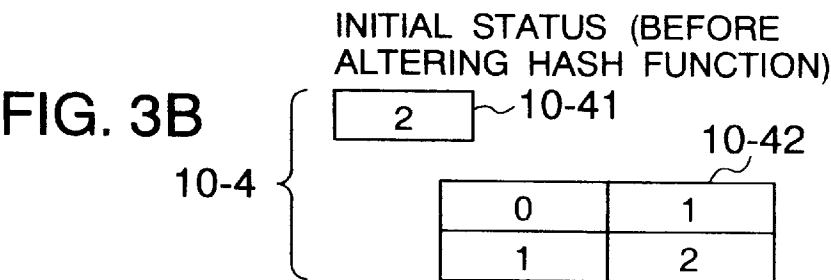 INITIAL STATUS (BEFORE
ALTERING HASH FUNCTION)
FIG. 3B
2 10-41
10-4
10-42
0 1
1 2